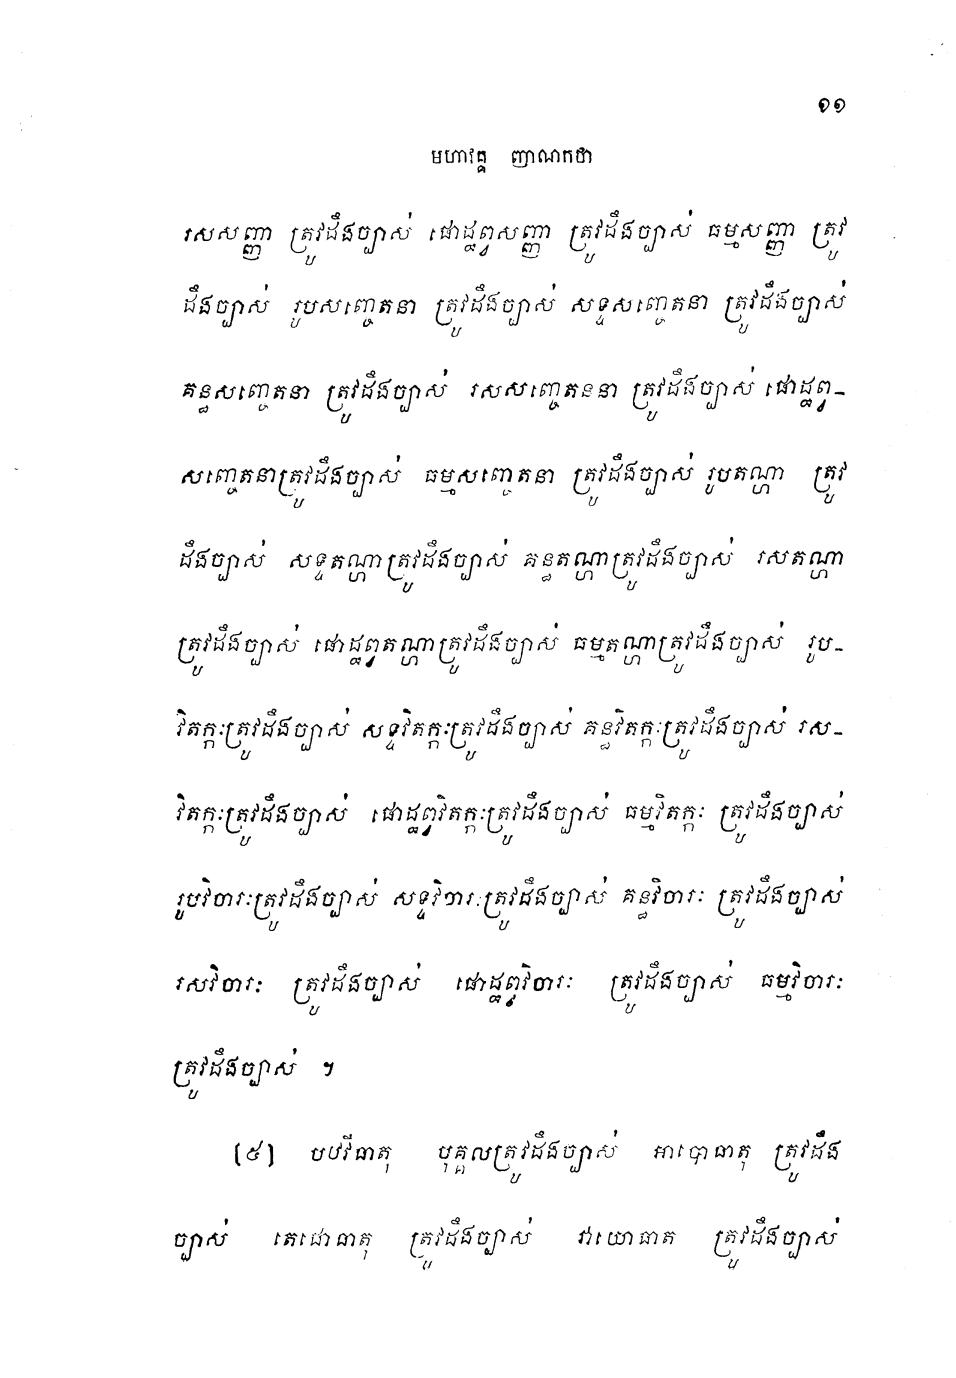 ១១
មហាវគ្គ ញាណកថា
រសសញ្ញា ត្រូវដឹងច្បាស់ ផោដ្ឋព្វសញ្ញា ត្រូវដឹងច្បាស់ ធម្មសញ្ញា ត្រូវ
ដឹងច្បាស់ រូបសញ្ចេតនា ត្រូវដឹងច្បាស់ សទ្ទសញ្ចេតនា ត្រូវដឹងច្បាស់
គន្ធសញ្ចេតនា ត្រូវដឹងច្បាស់ រសសញ្ចេតននា ត្រូវដឹងច្បាស់ ផោដ្ឋព្វ-
សញ្ចេតនាត្រូវដឹងច្បាស់ ធម្មសញ្ចេតនា ត្រូវដឹងច្បាស់ រូបតណ្ហា ត្រូវ
ដឹងច្បាស់ សទ្ទតណ្ហាត្រូវដឹងច្បាស់ គន្ធតណ្ហាត្រូវដឹងច្បាស់ រសតណ្ហា
ត្រូវដឹងច្បាស់ ផោដ្ឋព្វតណ្ហាត្រូវដឹងច្បាស់ ធម្មតណ្ហាត្រូវដឹងច្បាស់ រូប-
វិតក្កៈត្រូវដឹងច្បាស់ សទ្ទវិតក្កៈត្រូវដឹងច្បាស់ គន្ធវិតក្កៈត្រូវដឹងច្បាស់ រស-
វិតក្កៈត្រូវដឹងច្បាស់ ផោដ្ឋព្វវិតក្កៈត្រូវដឹងច្បាស់ ធម្មវិតក្កៈ ត្រូវដឹងច្បាស់
រូបវិចារៈត្រូវដឹងច្បាស់ សទ្ទវិចារៈត្រូវដឹងច្បាស់ គន្ធវិចារៈ ត្រូវដឹងច្បាស់
រសវិចារៈ ត្រូវដឹងច្បាស់ ផោដ្ឋព្វវិចារៈ ត្រូវដឹងច្បាស់ ធម្មវិចារៈ
ត្រូវដឹងច្បាស់ ។
[៥] បឋវីធាតុ បុគ្គលត្រូវដឹងច្បាស់ អាបោធាតុ ត្រូវដឹង
ច្បាស់ តេជោធាតុ ត្រូវដឹងច្បាស់ វាយោធាត ត្រូវដឹងច្បាស់